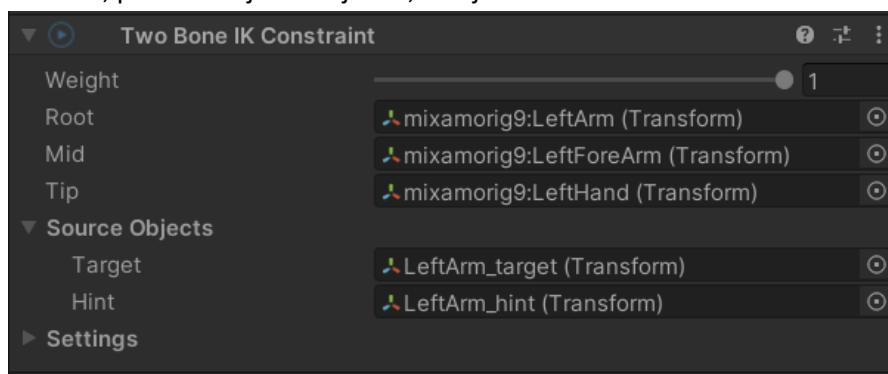 Two Bone IK Constraint
Weight 1
Root mixamorig9:LeftArm (Transform)
Mid mixamorig9:LeftForeArm (Transform)
Tip mixamorig9:LeftHand (Transform)
Source Objects
Target LeftArm_target (Transform)
Hint LeftArm_hint (Transform)
Settings